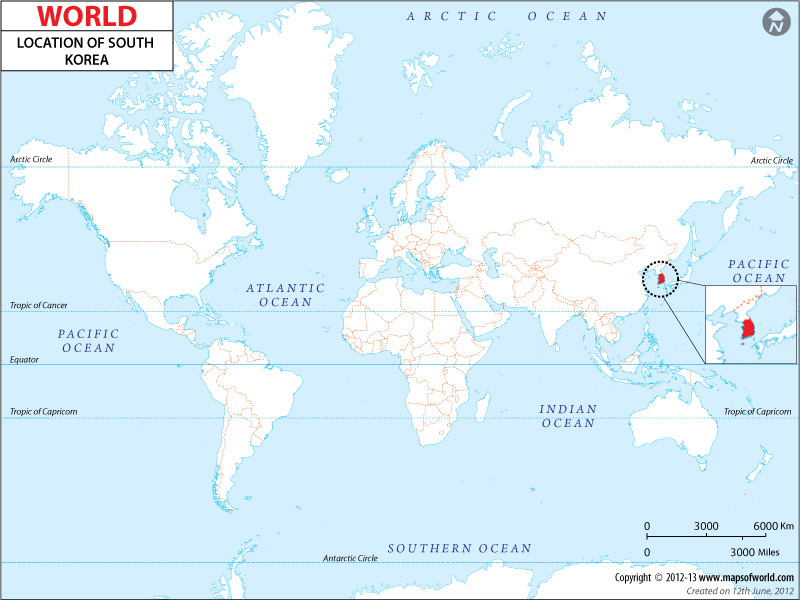 WORLD
LOCATION OF SOUTH
KOREA
ARCTIC OCEAN
N
Arctic Circle
Arctic Circle
PACIFIC
OCEAN
ATLANTIC
OCEAN
Tropic of Cancer
PACIFIC
OCEAN
Equator
Tropic of Capricorn
INDIAN
OCEAN
Tropic of Capricorn
0 3000 6000 Km
0 3000 Miles
SOUTHERN OCEAN
Antarctic Circle
Copyright © 2012-13 www.mapsofworld.com
Created on 12th June, 2012